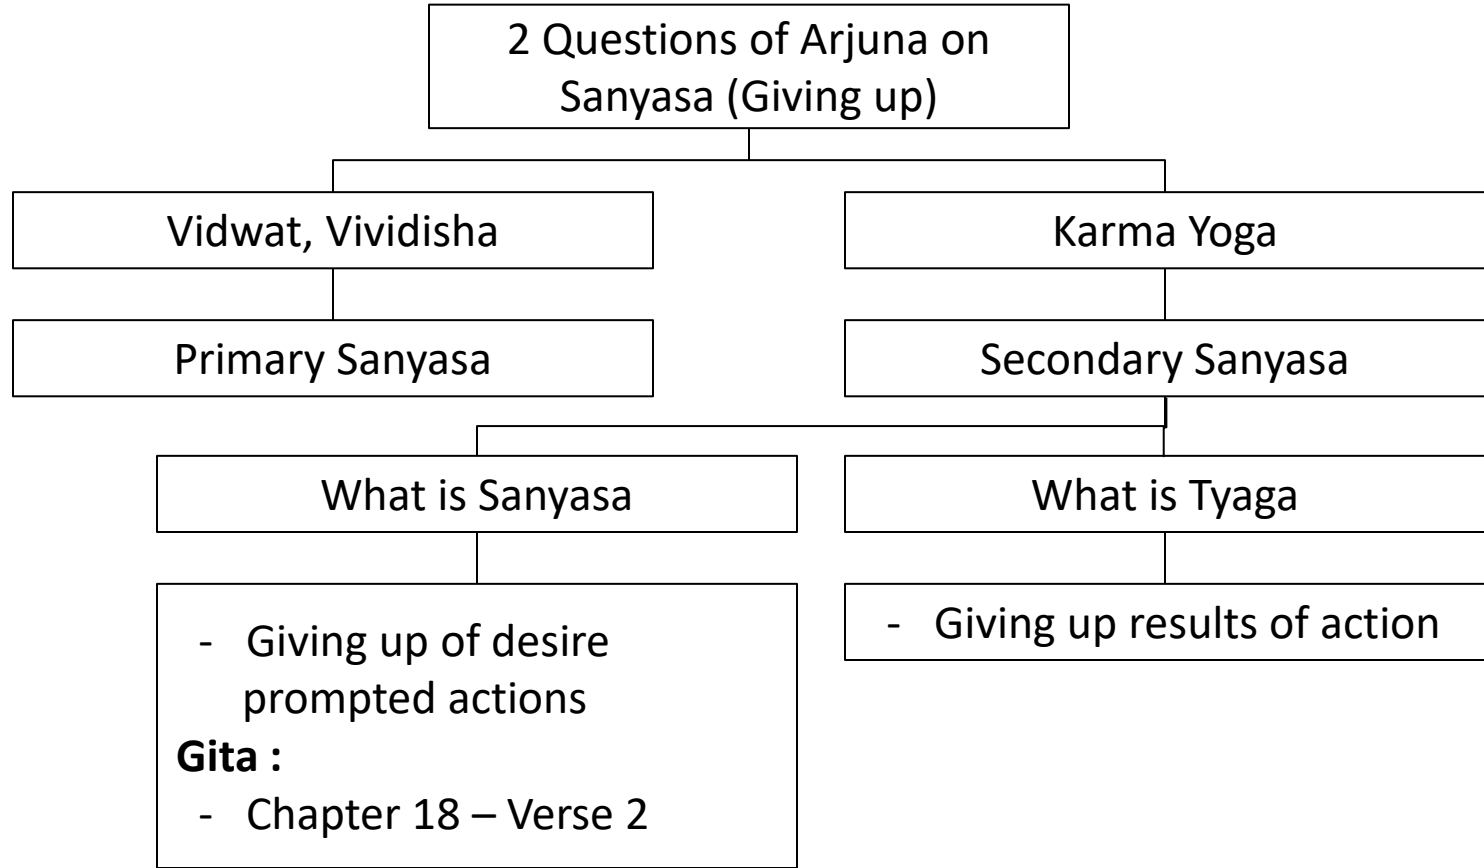 2 Questions of Arjuna on
Sanyasa (Giving up)
Vidwat, Vividisha
Karma Yoga
Primary Sanyasa
Secondary Sanyasa
What is Sanyasa
What is Tyaga
- Giving up of desire
prompted actions
Gita :
- Chapter 18 – Verse 2
- Giving up results of action